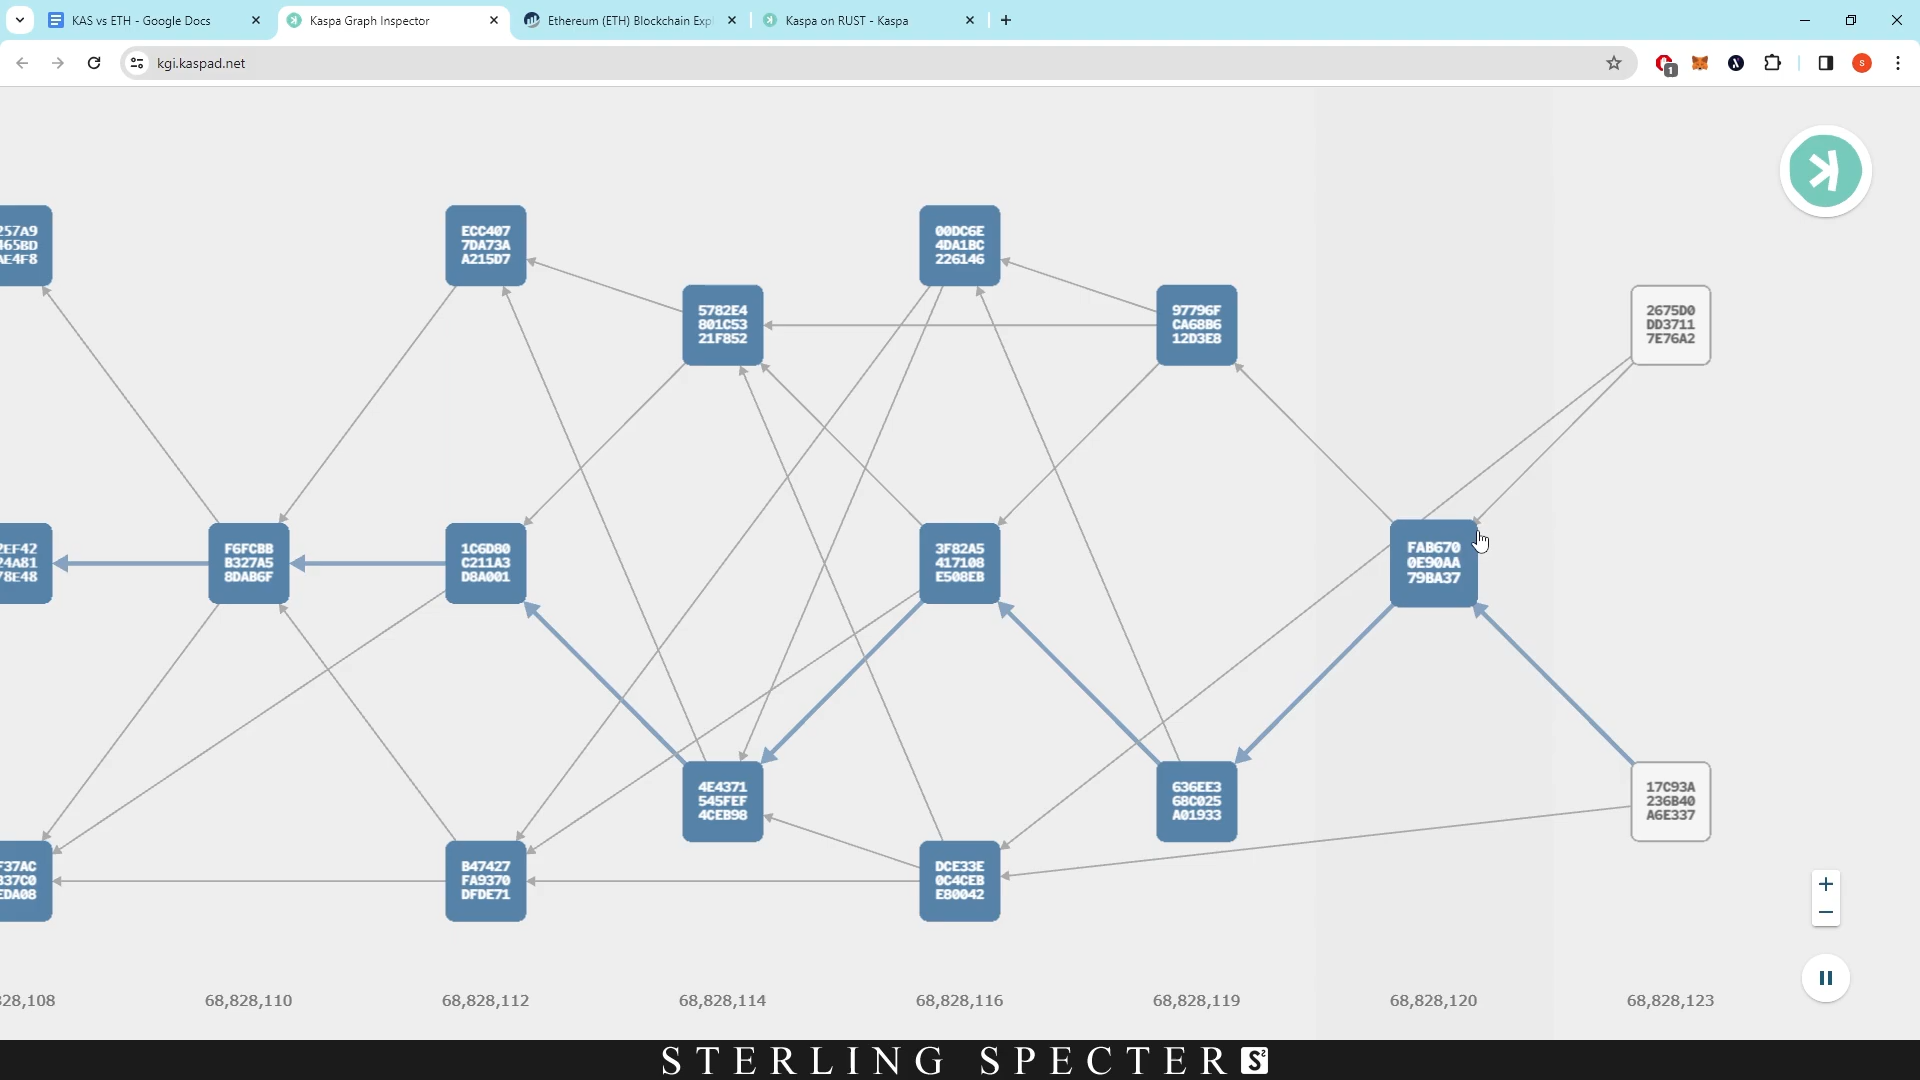 KAS vs ETH - Google Docs
Kaspa Graph Inspector
Ethereum (ETH) Blockchain Exp
Kaspa on RUST - Kaspa
kgi.kaspad.net
1
S
257A9
465BD
AE4F8
ECC407
7DA73A
A215D7
00DC6E
4DA1BC
226146
5782E4
801C53
21F852
97796F
CA68B6
12D3E8
2675D0
DD3711
7E76A2
2EF42
24A81
78E48
F6FCBB
B327A5
8DAB6F
1C6D80
C211A3
D8A001
3F82A5
417108
E508EB
FAB670
0E90AA
79BA37
4E4371
545FEF
4CEB98
636EE3
68C025
A01933
17C93A
236B40
A6E337
F37AC
337C0
EDA08
B47427
FA9370
DFDE71
DCE33E
0C4CEB
E80042
828,108
68,828,110
68,828,112
68,828,114
68,828,116
68,828,119
68,828,120
68,828,123
STERLING SPECTER S²